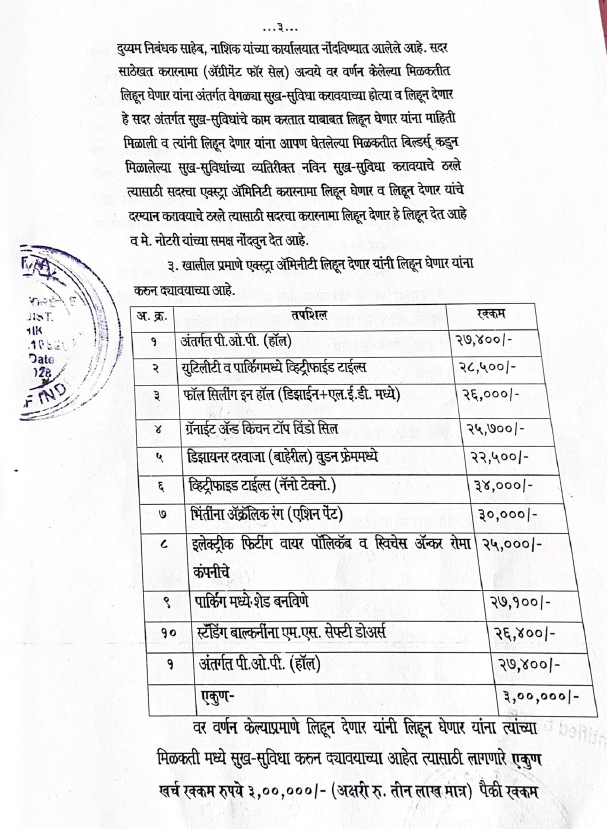 ...३...
दुय्यम निबंधक साहेब, नाशिक यांच्या कार्यालयात नोंदविण्यात आलेले आहे. सदर
साठेखत करारनामा (ॲग्रीमेंट फॉर सेल) अन्वये वर वर्णन केलेल्या मिळकतीत
लिहून घेणार यांना अंतर्गत वेगळ्या सुख-सुविधा करावयाच्या होत्या व लिहून देणार
हे सदर अंतर्गत सुख-सुविधांचे काम करतात याबाबत लिहून घेणार यांना माहिती
मिळाली व त्यांनी लिहून देणार यांना आपण घेतलेल्या मिळकतीत बिल्डर्स् कडुन
मिळालेल्या सुख-सुविधांच्या व्यतिरीक्त नविन सुख-सुविधा करावयाचे ठरले
त्यासाठी सदरचा एक्स्ट्रा ॲमिनिटी करारनामा लिहून घेणार व लिहून देणार यांचे
दरम्यान करावयाचे ठरले त्यासाठी सदरचा करारनामा लिहून देणार हे लिहून देत आहे
व मे. नोटरी यांच्या समक्ष नोंदवुन देत आहे.
३. खालील प्रमाणे एक्स्ट्रा ॲमिनीटी लिहून देणार यांनी लिहून घेणार यांना
करुन द्यावयाच्या आहे.
अ. क्र. तपशिल रक्कम
१ अंतर्गत पी.ओ.पी. (हॉल) २७,४००/-
२ युटिलीटी व पार्किंगमध्ये व्हिट्रीफाईड टाईल्स २८,५००/-
३ फॉल सिलींग इन हॉल (डिझाईन+एल.ई.डी. मध्ये) २६,०००/-
४ ग्रॅनाईट ॲंड किचन टॉप विंडो सिल २५,७००/-
५ डिझायनर दरवाजा (बाहेरील) वुडन फ्रेममध्ये २२,५००/-
६ व्हिट्रीफाइड टाईल्स (नॅनो टेक्नो.) ३४,०००/-
७ भिंतींना ॲक्रॅलिक रंग (एशिन पेंट) ३०,०००/-
८ इलेक्ट्रीक फिटींग वायर पॉलिकॅब व स्विचेस ॲन्कर रोमा २५,०००/-
कंपनीचे
९ पार्किंग मध्ये शेड बनविणे २७,१००/-
१० स्टॅंडिंग बाल्कनींना एम.एस. सेफ्टी डोअर्स २६,४००/-
१ अंतर्गत पी.ओ.पी. (हॉल) २७,४००/-
एकुण- ३,००,०००/-
वर वर्णन केल्याप्रमाणे लिहून देणार यांनी लिहून घेणार यांना त्यांच्या
मिळकती मध्ये सुख-सुविधा करुन द्यावयाच्या आहेत त्यासाठी लागणारे एकुण
खर्च रक्कम रुपये ३,००,०००/- (अक्षरी रु. तीन लाख मात्र) पैकी रक्कम
DIST.
Date